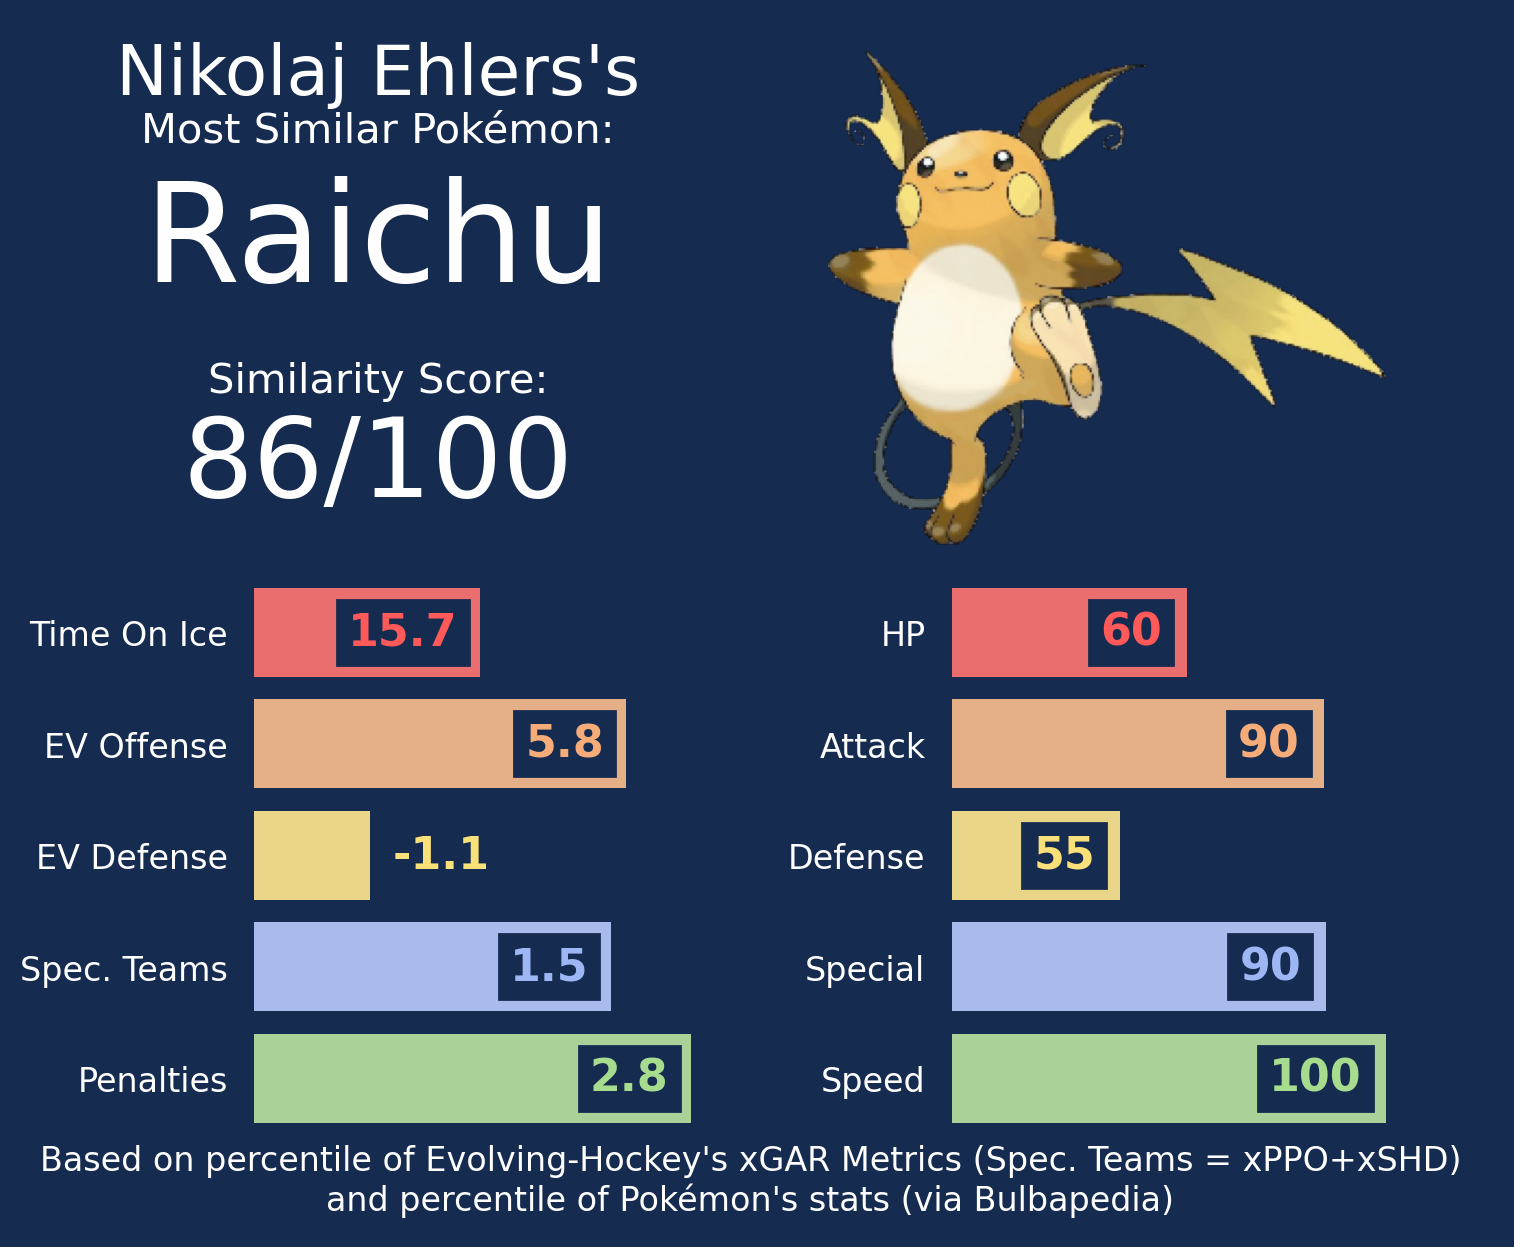 Nikolaj Ehlers's
Most Similar Pokémon:
Raichu
Similarity Score:
86/100
Time On Ice 15.7
EV Offense 5.8
EV Defense -1.1
Spec. Teams 1.5
Penalties 2.8
HP 60
Attack 90
Defense 55
Special 90
Speed 100
Based on percentile of Evolving-Hockey's xGAR Metrics (Spec. Teams = xPPO+xSHD)
and percentile of Pokémon's stats (via Bulbapedia)